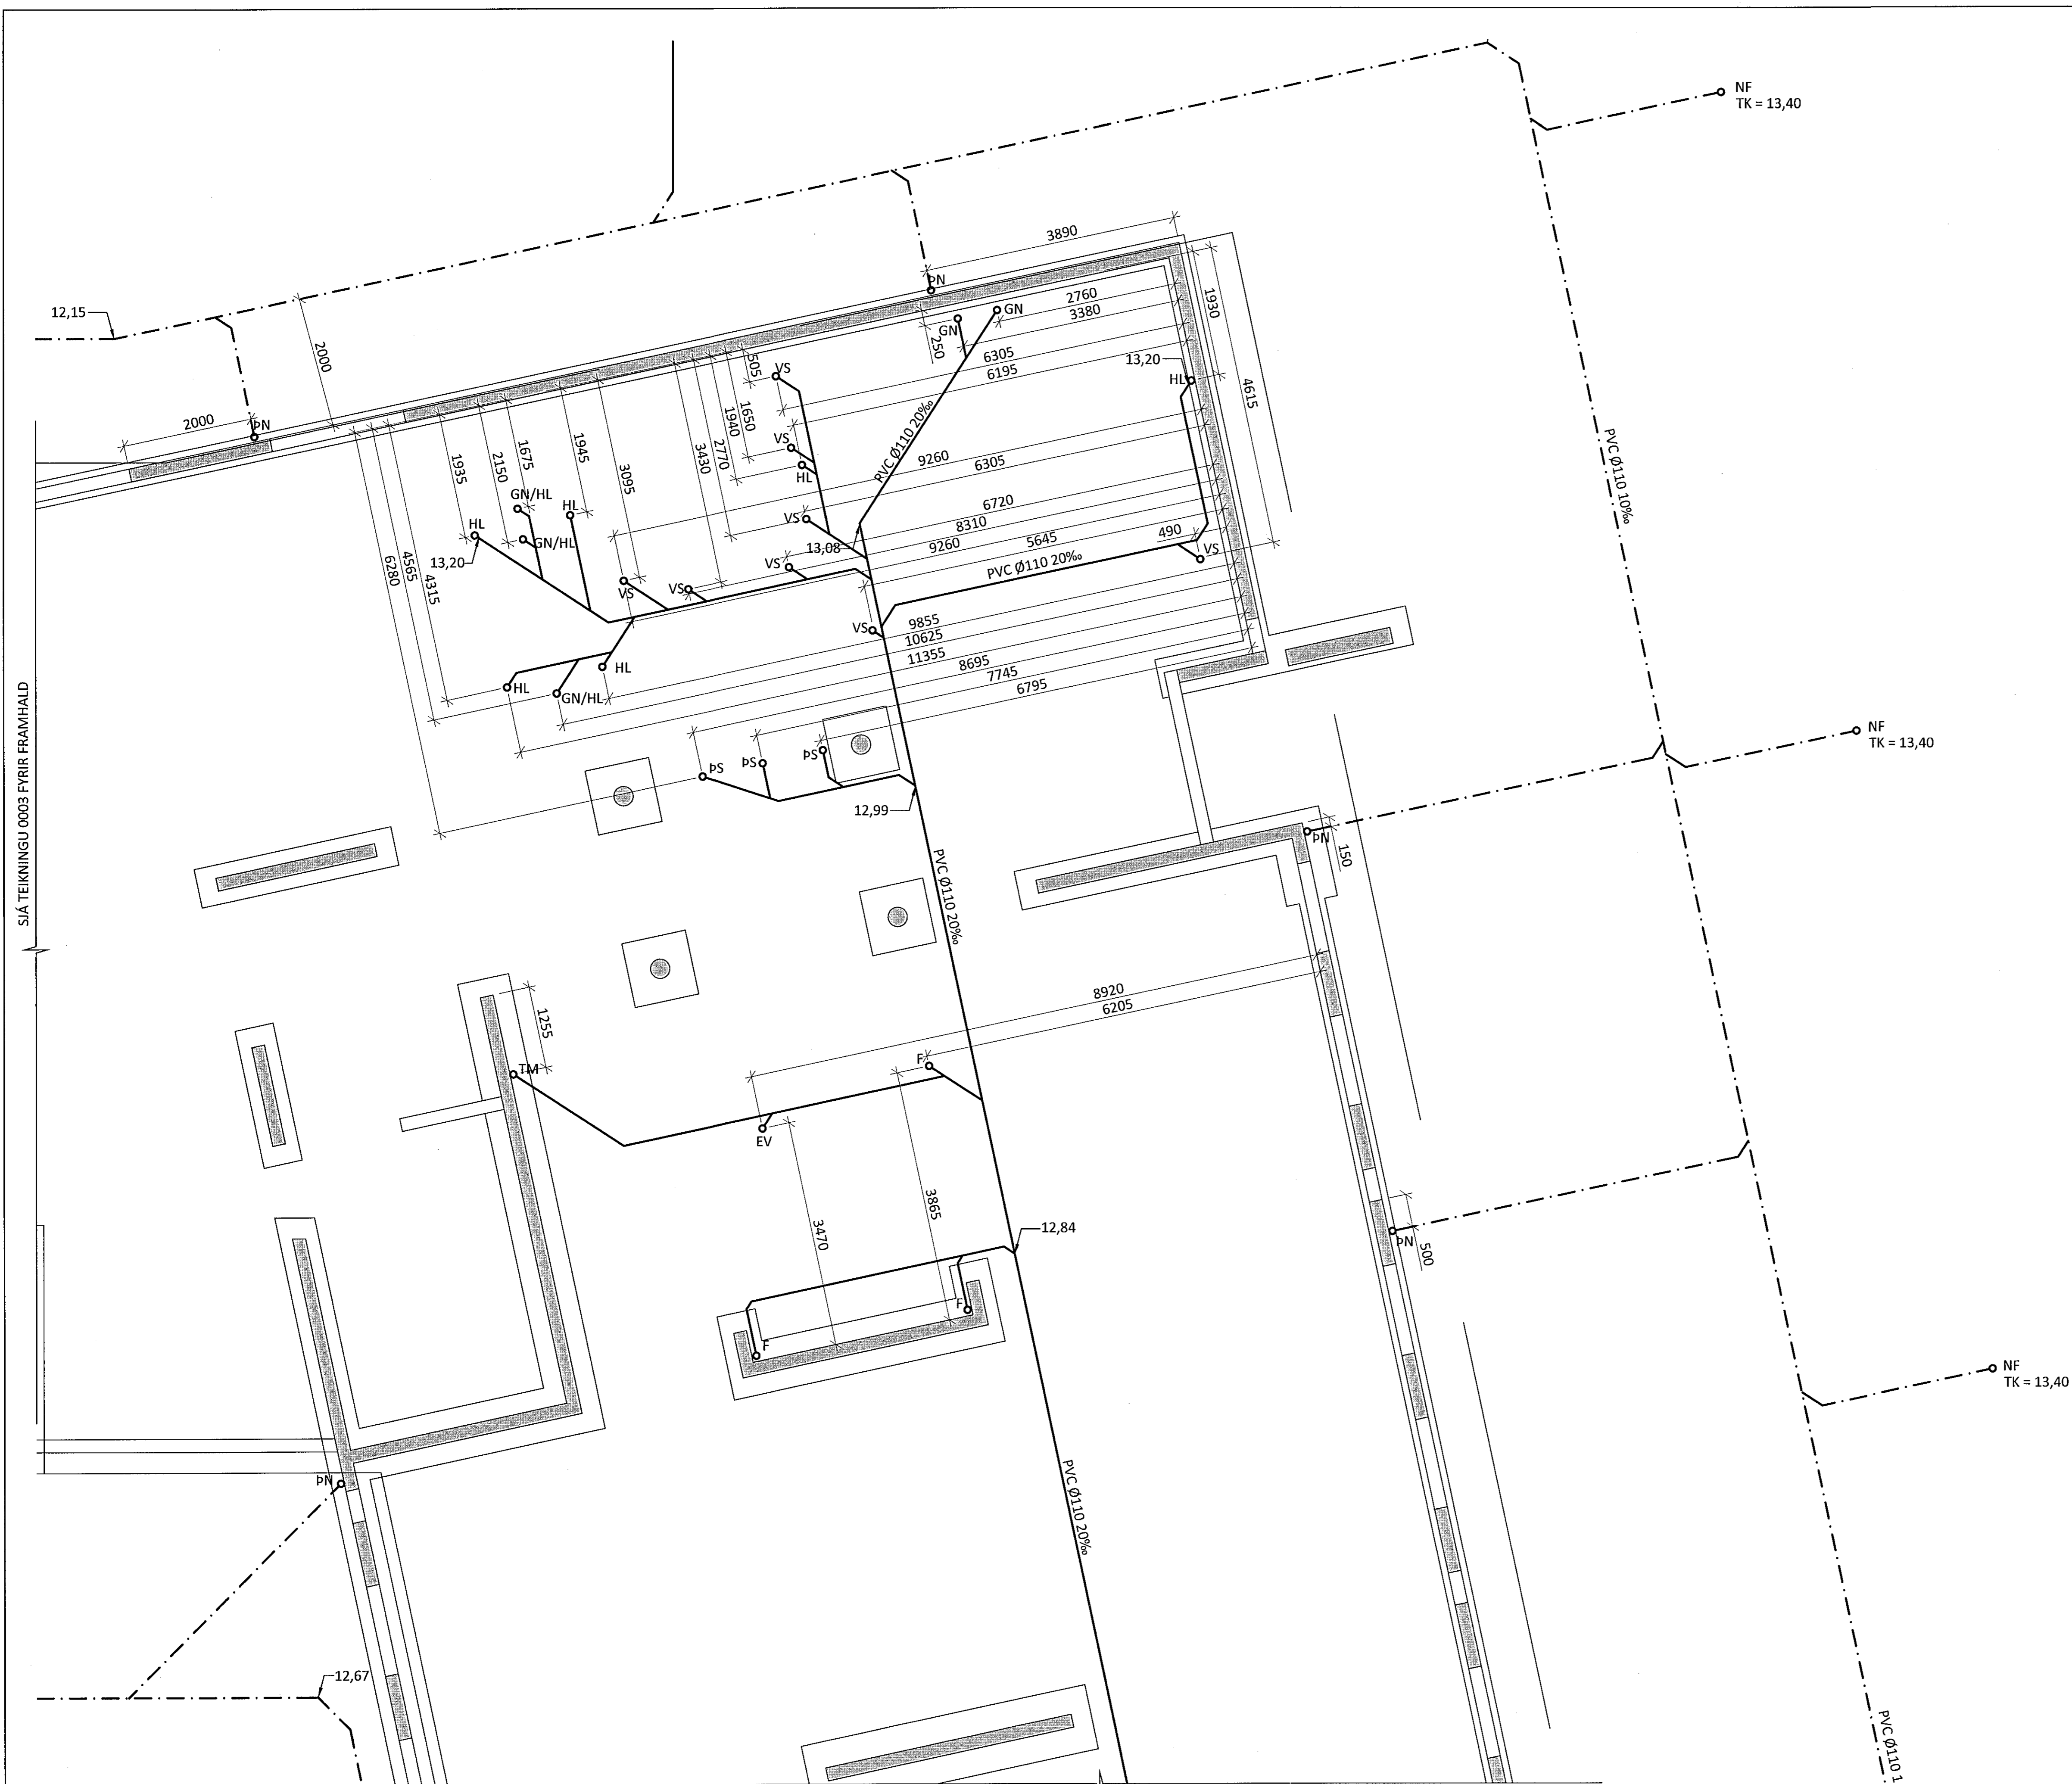 NF
TK = 13,40
3890
ÞN
12,15
2000
2000
ÞN
GN
GN
250
2760
3380
1930
6305
6195
13,20
HL
4615
505
VS
1650
1940
2770
3430
VS
HL
VS
PVC Ø110 20‰
9260
6305
3095
1945
1675
2150
1935
GN/HL
HL
HL
GN/HL
13,20
13,08
6720
8310
9260
5645
490
VS
VS
VS
VS
PVC Ø110 20‰
PVC Ø110 10‰
6280
4565
4315
VS
9855
10625
11355
8695
7745
6795
HL
HL
GN/HL
ÞS
ÞS
ÞS
12,99
NF
TK = 13,40
ÞN
150
SJÁ TEIKNINGU 0003 FYRIR FRAMHALD
PVC Ø110 20‰
8920
6205
1255
TM
F
EV
3865
3470
12,84
ÞN
500
F
F
NF
TK = 13,40
ÞN
PVC Ø110 20‰
12,67
PVC Ø110 1